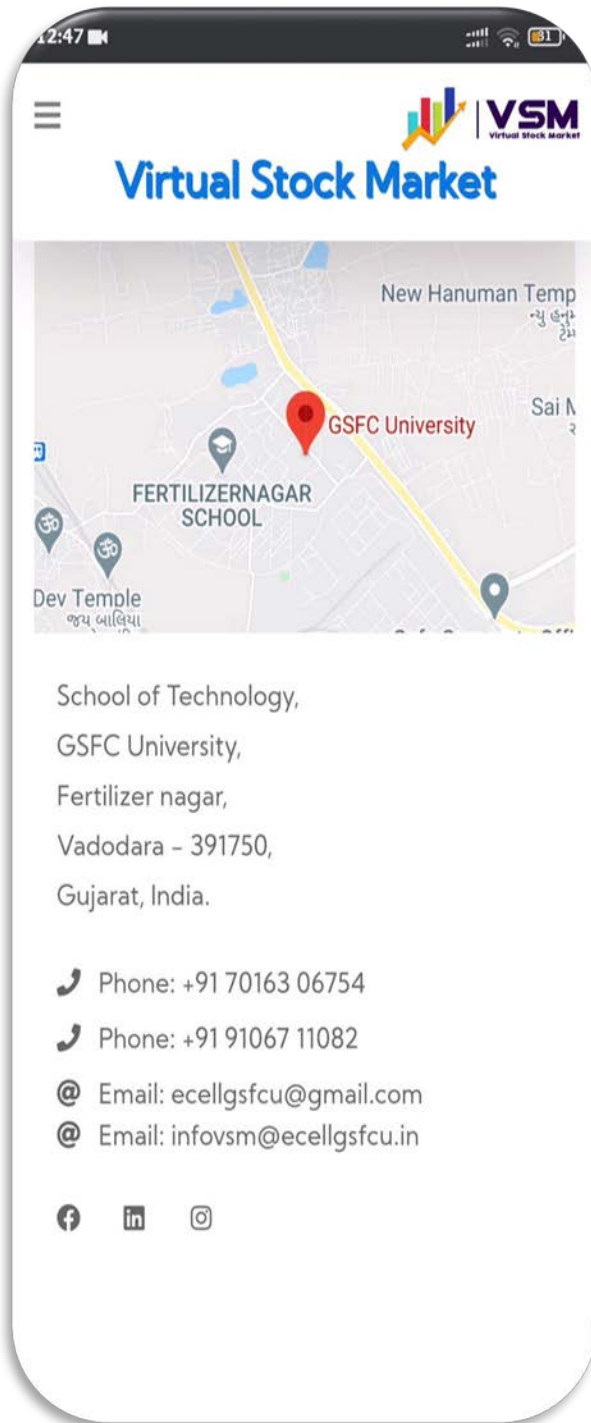 12:47
31
VSM
Virtual Stock Market
Virtual Stock Market
New Hanuman Temp
ન્યુ
GSFC University
Sai
FERTILIZERNAGAR
SCHOOL
Dev Temple
જય બાલિયા
School of Technology,
GSFC University,
Fertilizer nagar,
Vadodara – 391750,
Gujarat, India.
Phone: +91 70163 06754
Phone: +91 91067 11082
@ Email: ecellgsfcu@gmail.com
@ Email: infovsm@ecellgsfcu.in